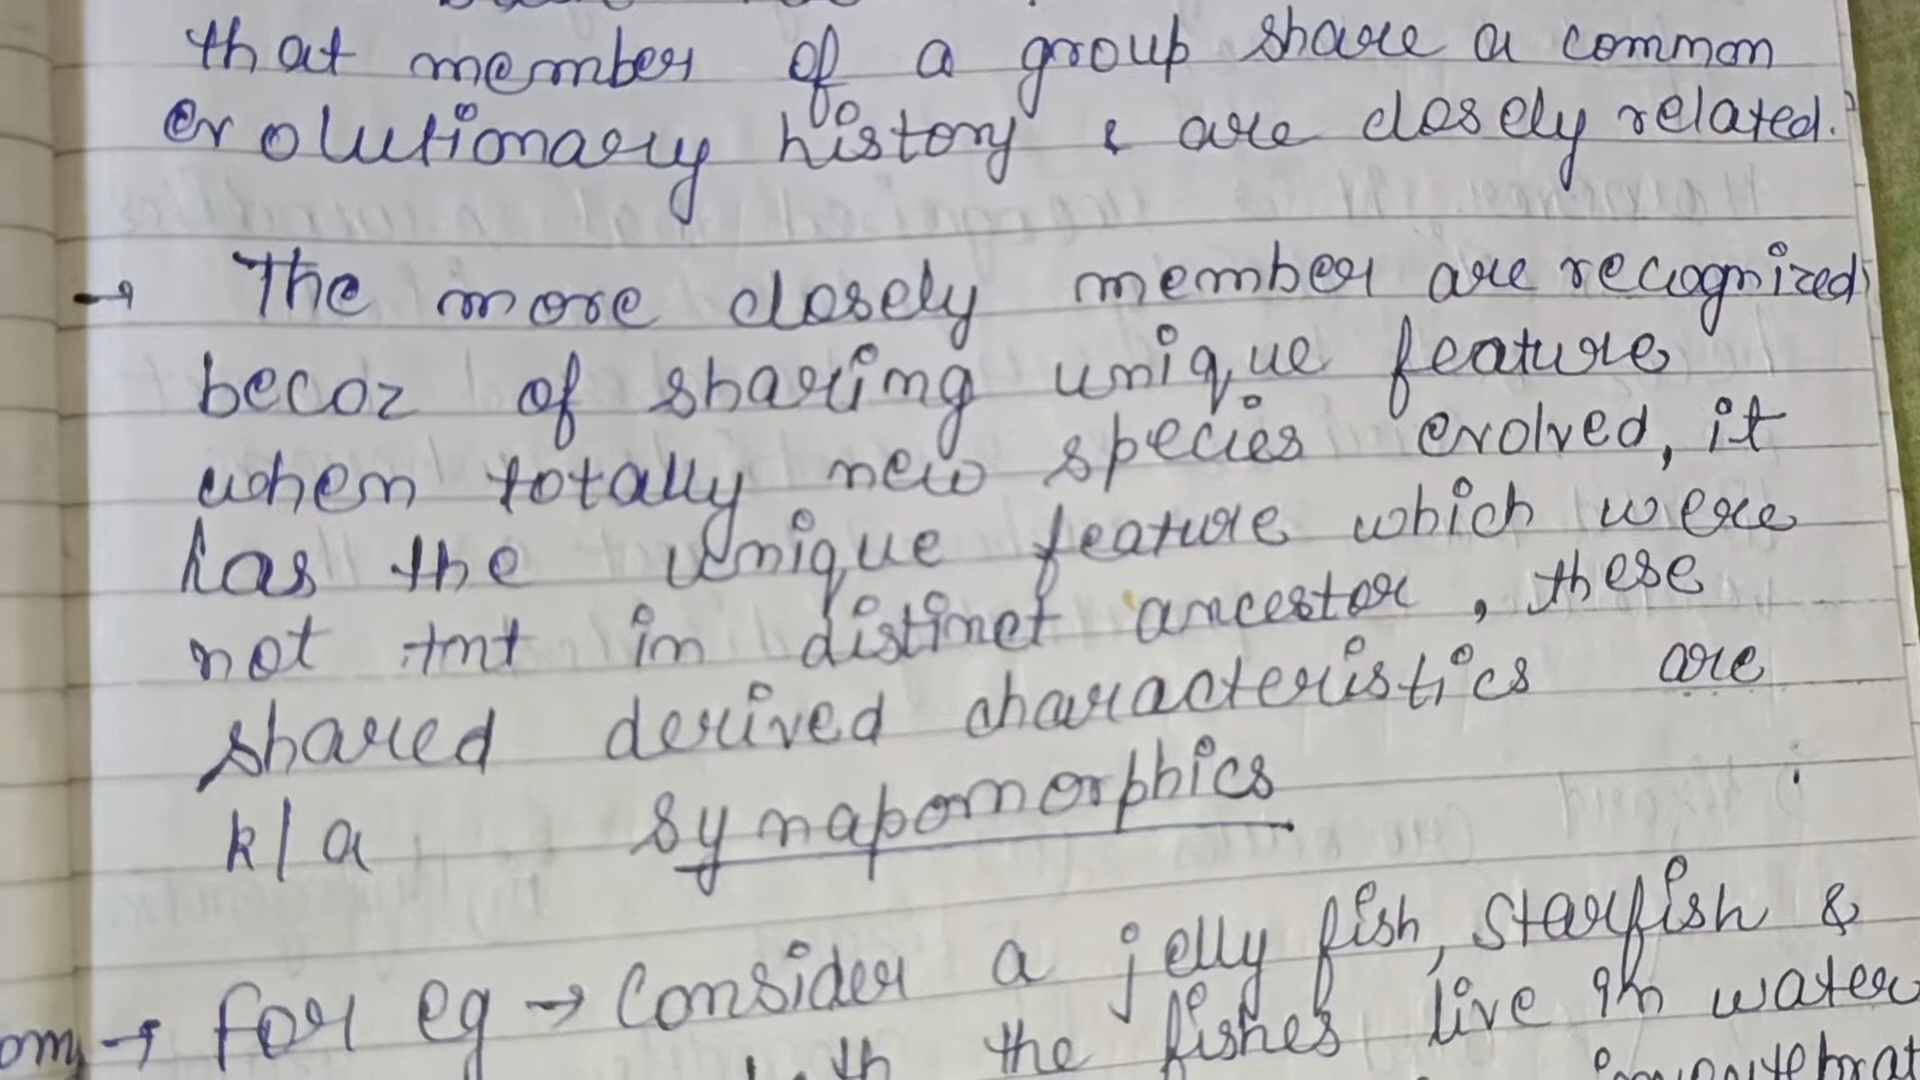 that member of a group share a common
evolutionary history & are closely related.
→ The more closely member are recognized
becoz of sharing unique feature
when totally new species evolved, it
has the unique feature which were
not tnt in distinct ancestor, these
shared derived characteristics are
k/a synapomorphics
→ For eg → Consider a jelly fish, starfish &
the fishes live in water